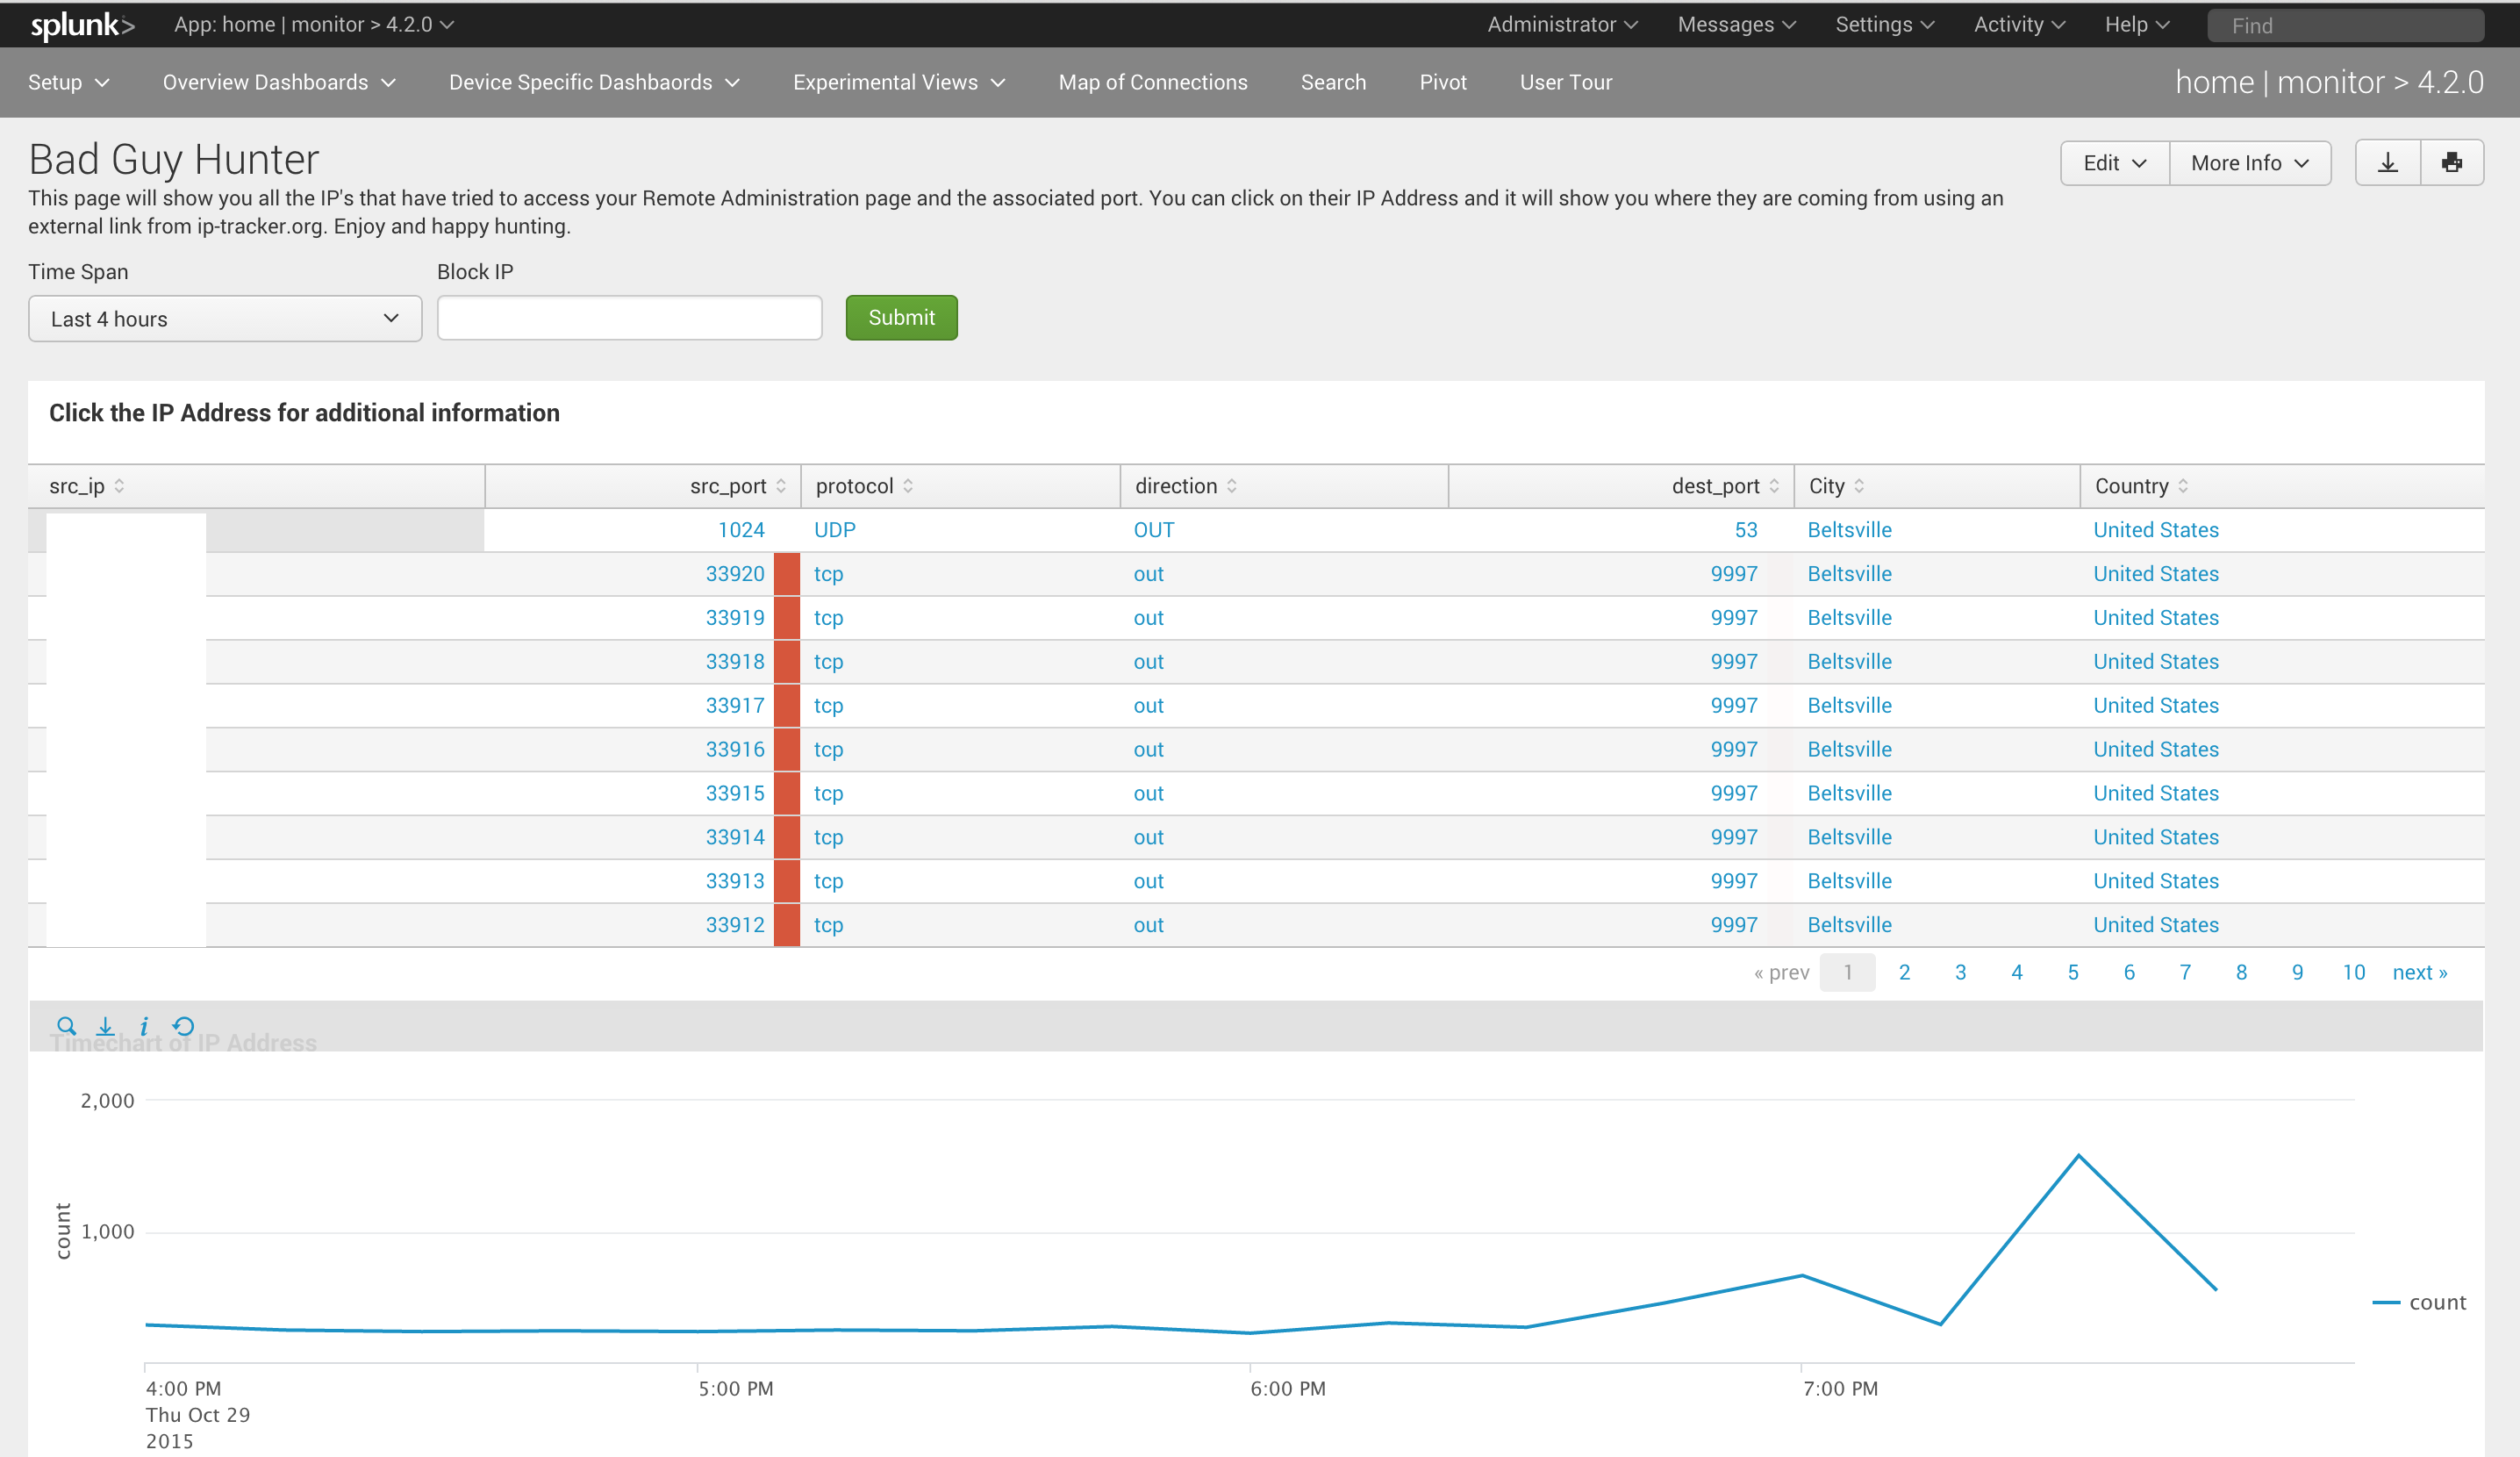 splunk> App: home | monitor > 4.2.0 Administrator Messages Settings Activity Help Find
Setup Overview Dashboards Device Specific Dashbaords Experimental Views Map of Connections Search Pivot User Tour home | monitor > 4.2.0
Bad Guy Hunter
Edit More Info
This page will show you all the IP's that have tried to access your Remote Administration page and the associated port. You can click on their IP Address and it will show you where they are coming from using an
external link from ip-tracker.org. Enjoy and happy hunting.
Time Span Block IP
Last 4 hours Submit
Click the IP Address for additional information
src_ip src_port protocol direction dest_port City Country
1024 UDP OUT 53 Beltsville United States
33920 tcp out 9997 Beltsville United States
33919 tcp out 9997 Beltsville United States
33918 tcp out 9997 Beltsville United States
33917 tcp out 9997 Beltsville United States
33916 tcp out 9997 Beltsville United States
33915 tcp out 9997 Beltsville United States
33914 tcp out 9997 Beltsville United States
33913 tcp out 9997 Beltsville United States
33912 tcp out 9997 Beltsville United States
« prev 1 2 3 4 5 6 7 8 9 10 next »
Timechart of IP Address
2,000
1,000
count
count
4:00 PM 5:00 PM 6:00 PM 7:00 PM
Thu Oct 29
2015